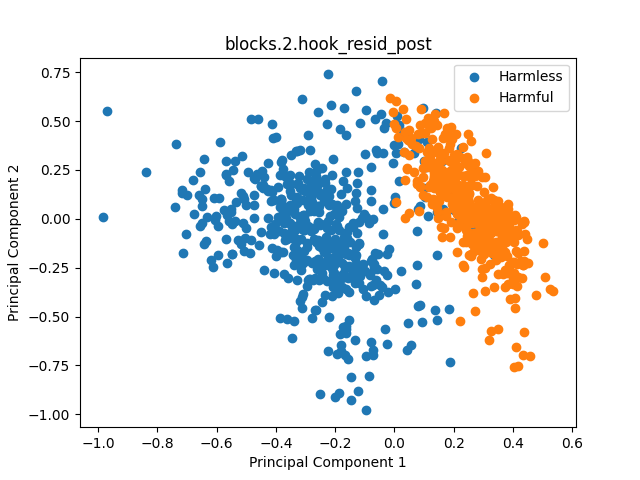 blocks.2.hook_resid_post
Harmless
Harmful
Principal Component 2
0.75
0.50
0.25
0.00
−0.25
−0.50
−0.75
−1.00
−1.0 −0.8 −0.6 −0.4 −0.2 0.0 0.2 0.4 0.6
Principal Component 1